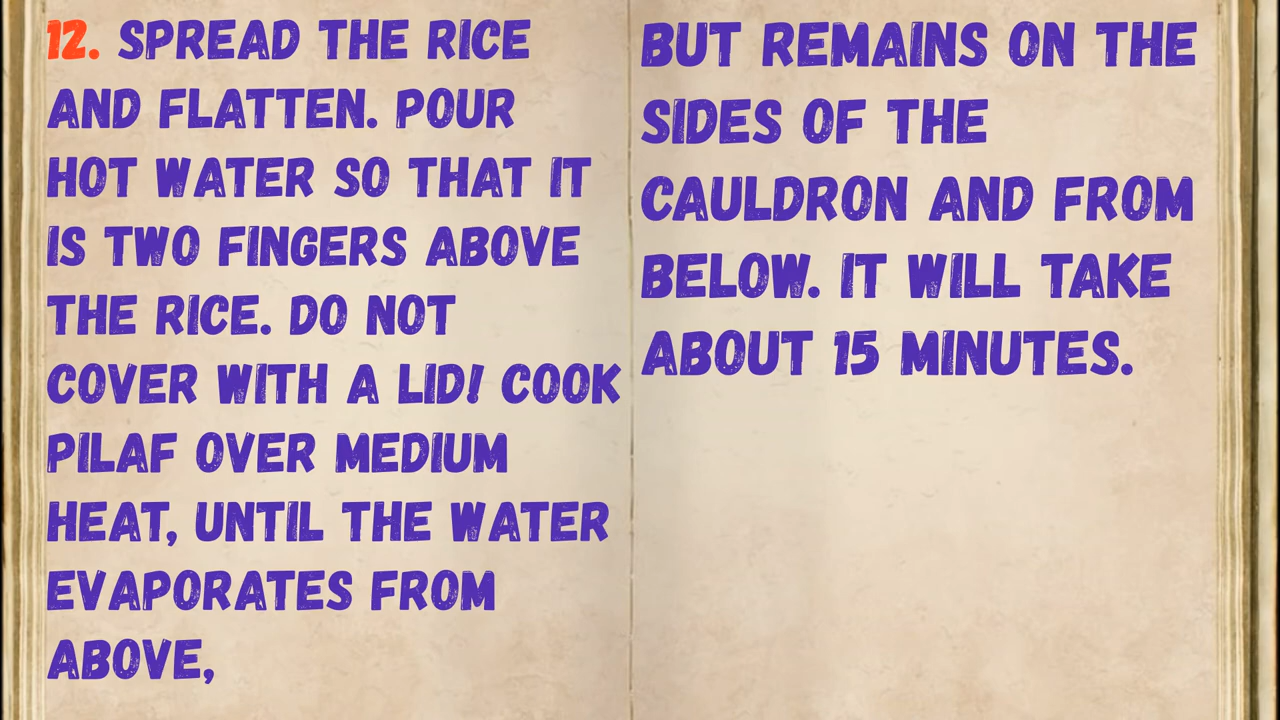 12. SPREAD THE RICE
AND FLATTEN. POUR
HOT WATER SO THAT IT
IS TWO FINGERS ABOVE
THE RICE. DO NOT
COVER WITH A LID! COOK
PILAF OVER MEDIUM
HEAT, UNTIL THE WATER
EVAPORATES FROM
ABOVE,
BUT REMAINS ON THE
SIDES OF THE
CAULDRON AND FROM
BELOW. IT WILL TAKE
ABOUT 15 MINUTES.